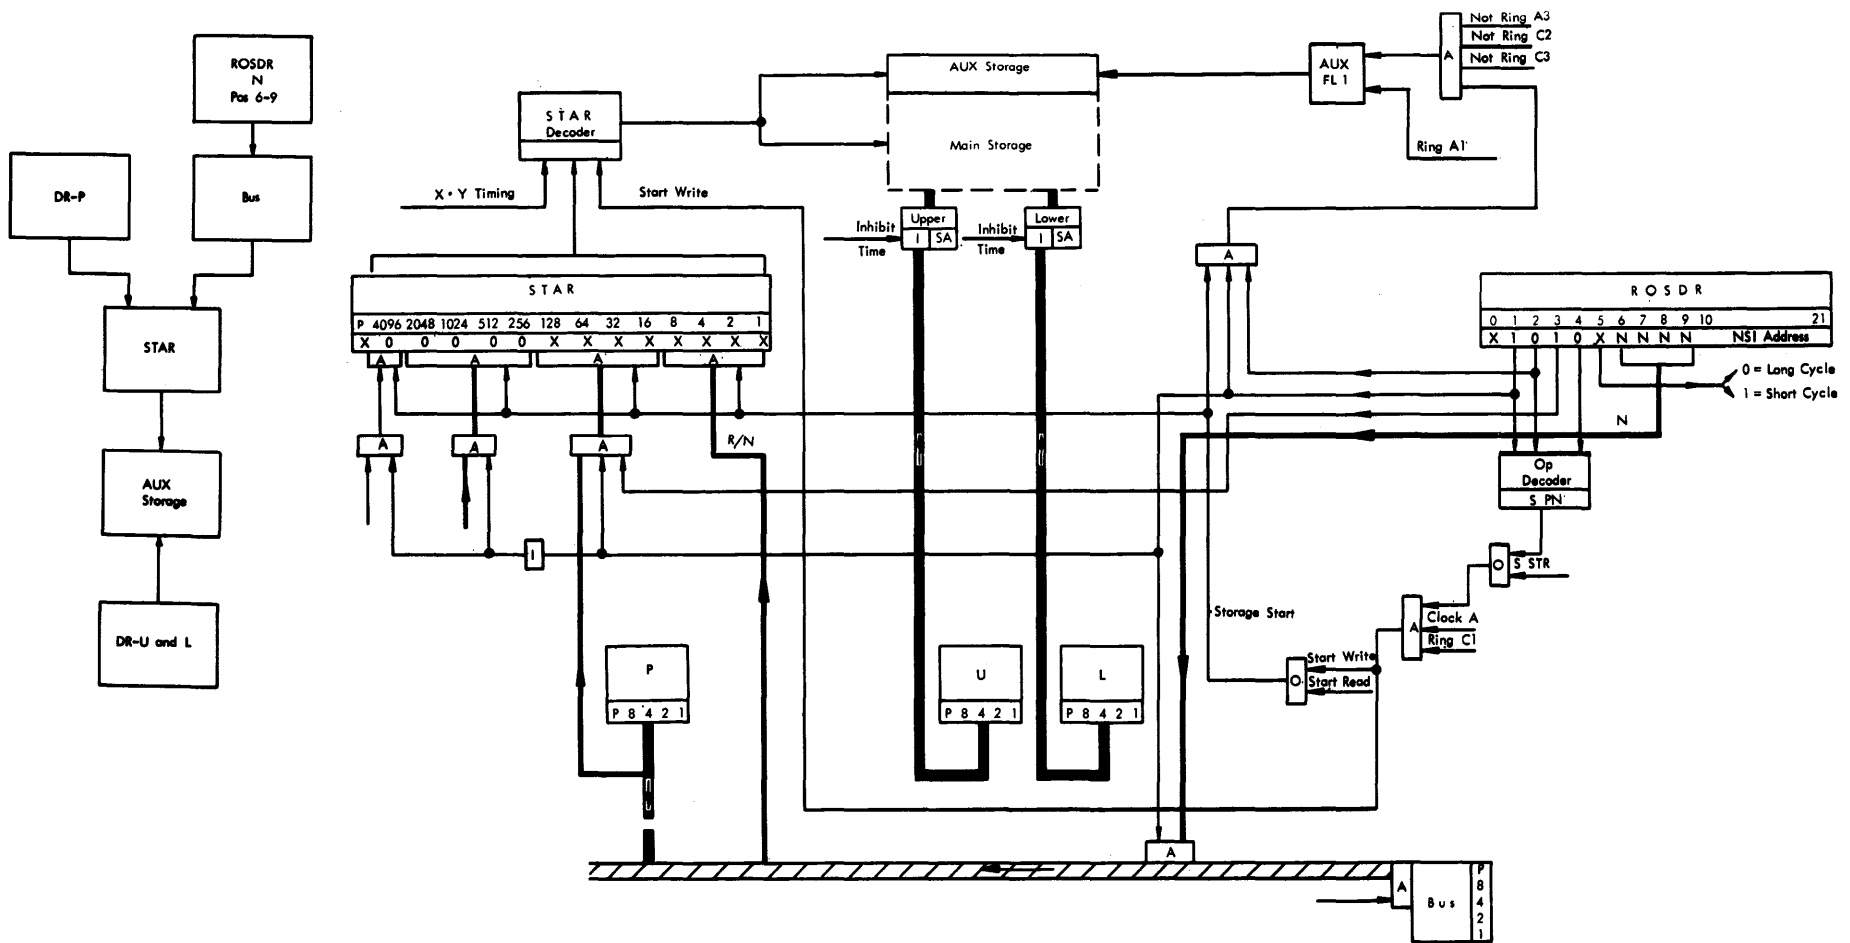 ROSDR
N
Pos 6-9
DR-P
Bus
STAR
AUX
Storage
DR-U and L
STAR
Decoder
X • Y Timing
Start Write
AUX Storage
Main Storage
Upper
I SA
Lower
I SA
Inhibit
Time
Inhibit
Time
AUX
FL 1
A
Not Ring A3
Not Ring C2
Not Ring C3
Ring A1
A
STAR
P 4096 2048 1024 512 256 128 64 32 16 8 4 2 1
X 0 0 0 0 0 X X X X X X X X
A A A A
A A A
R/N
I
ROSDR
0 1 2 3 4 5 6 7 8 9 10 21
X 1 0 1 0 X N N N N NSI Address
0 = Long Cycle
1 = Short Cycle
N
Op
Decoder
S PN
O
S STR
A
Clock A
Ring C1
Storage Start
O
Start Write
Start Read
P
P 8 4 2 1
U
P 8 4 2 1
L
P 8 4 2 1
A
A
Bus
P
8
4
2
1